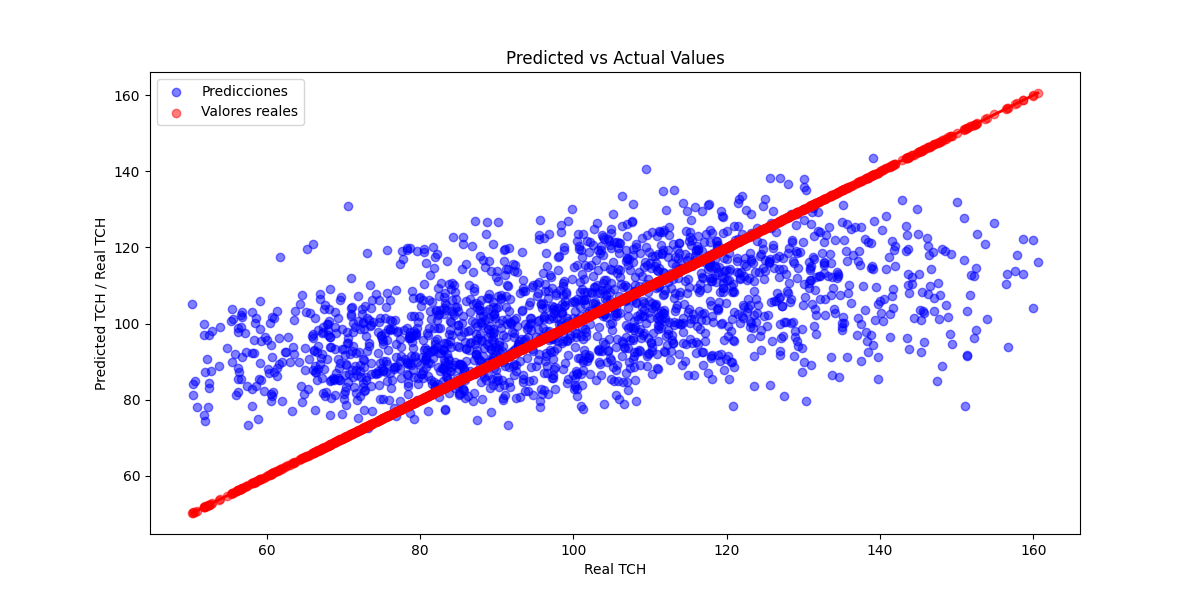 Predicted vs Actual Values
Predicciones
Valores reales
Predicted TCH / Real TCH
160
140
120
100
80
60
60 80 100 120 140 160
Real TCH